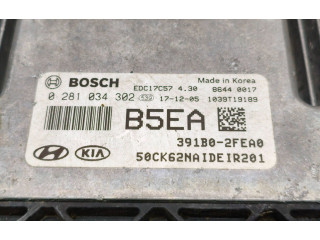 BOSCH EDC17C57 4.30 Made in Korea
0 281 034 302 17-12-05 8644 0017
1039T19189
B5EA
391B0-2FEA0
KIA 50CK62NAIDEIR201